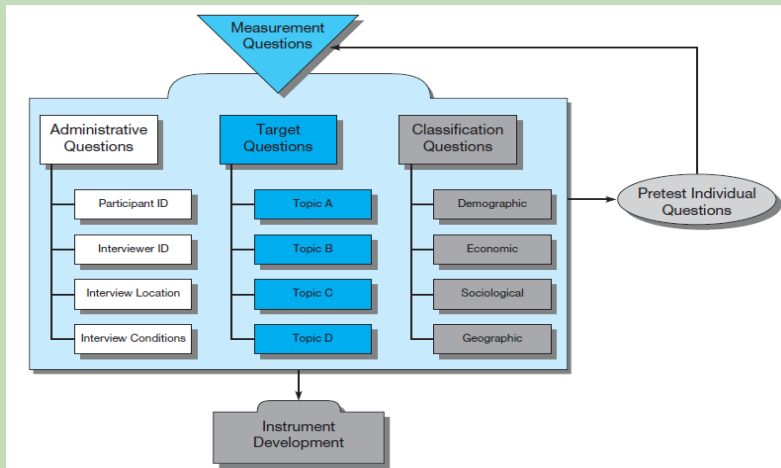 Measurement
Questions
Administrative
Questions
Target
Questions
Classification
Questions
Participant ID
Topic A
Demographic
Pretest Individual
Questions
Interviewer ID
Topic B
Economic
Interview Location
Topic C
Sociological
Interview Conditions
Topic D
Geographic
Instrument
Development